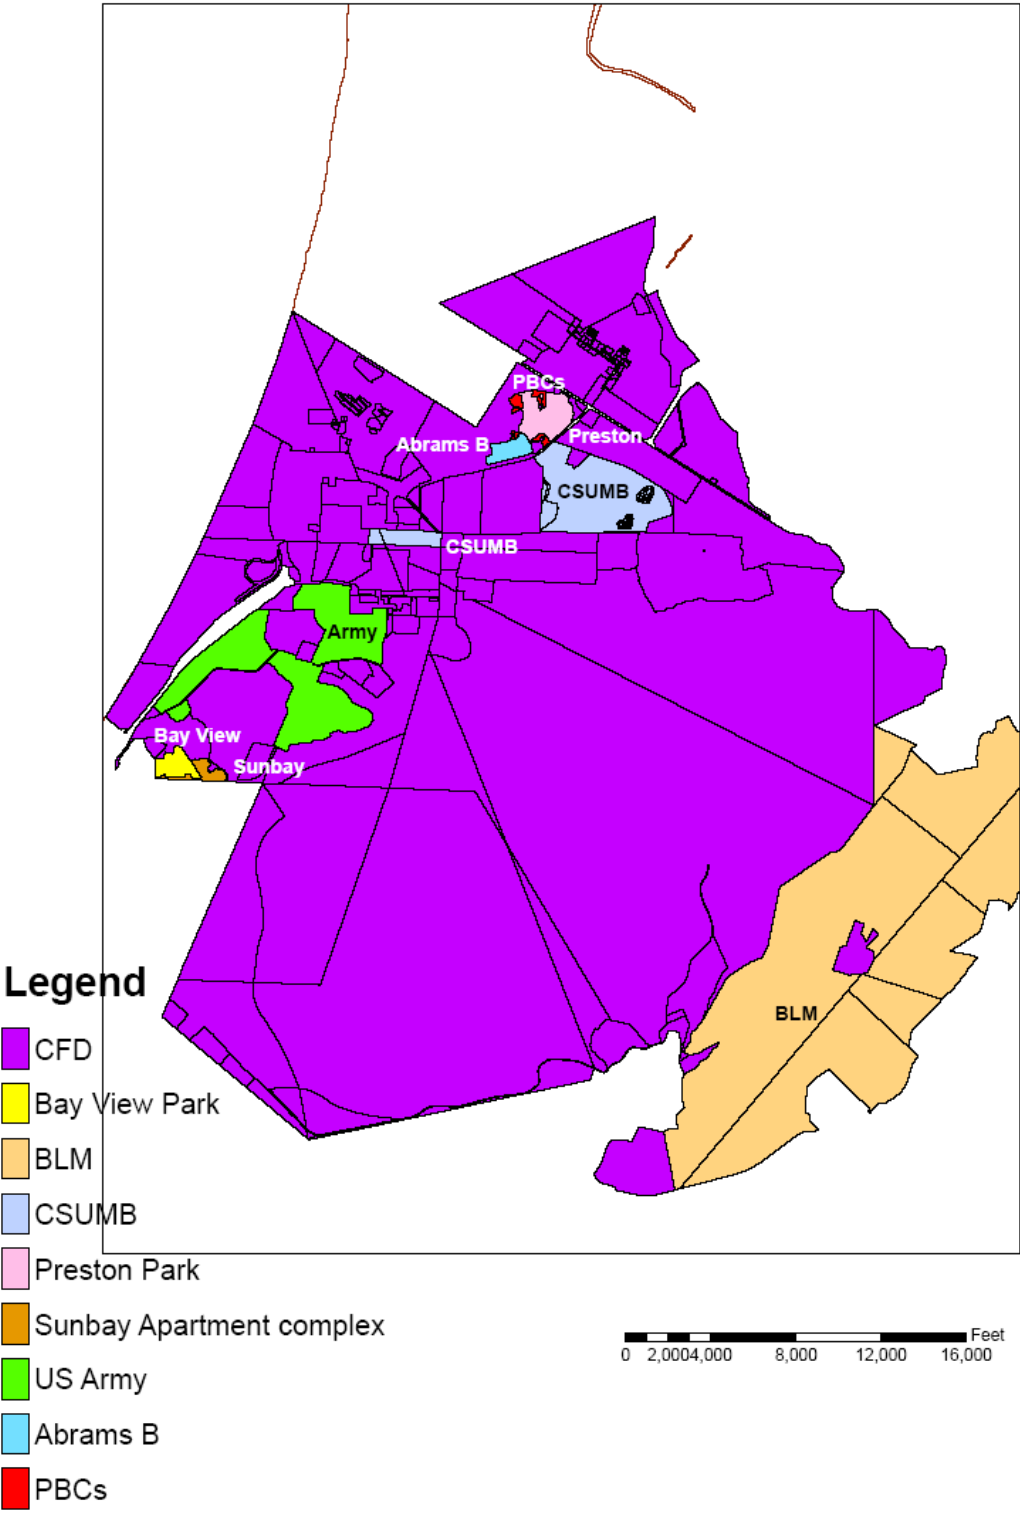 PBCs
Abrams B
Preston
CSUMB
CSUMB
Army
Bay View
Sunbay
BLM
Legend
CFD
Bay View Park
BLM
CSUMB
Preston Park
Sunbay Apartment complex
US Army
Abrams B
PBCs
Feet
0 2,0004,000 8,000 12,000 16,000